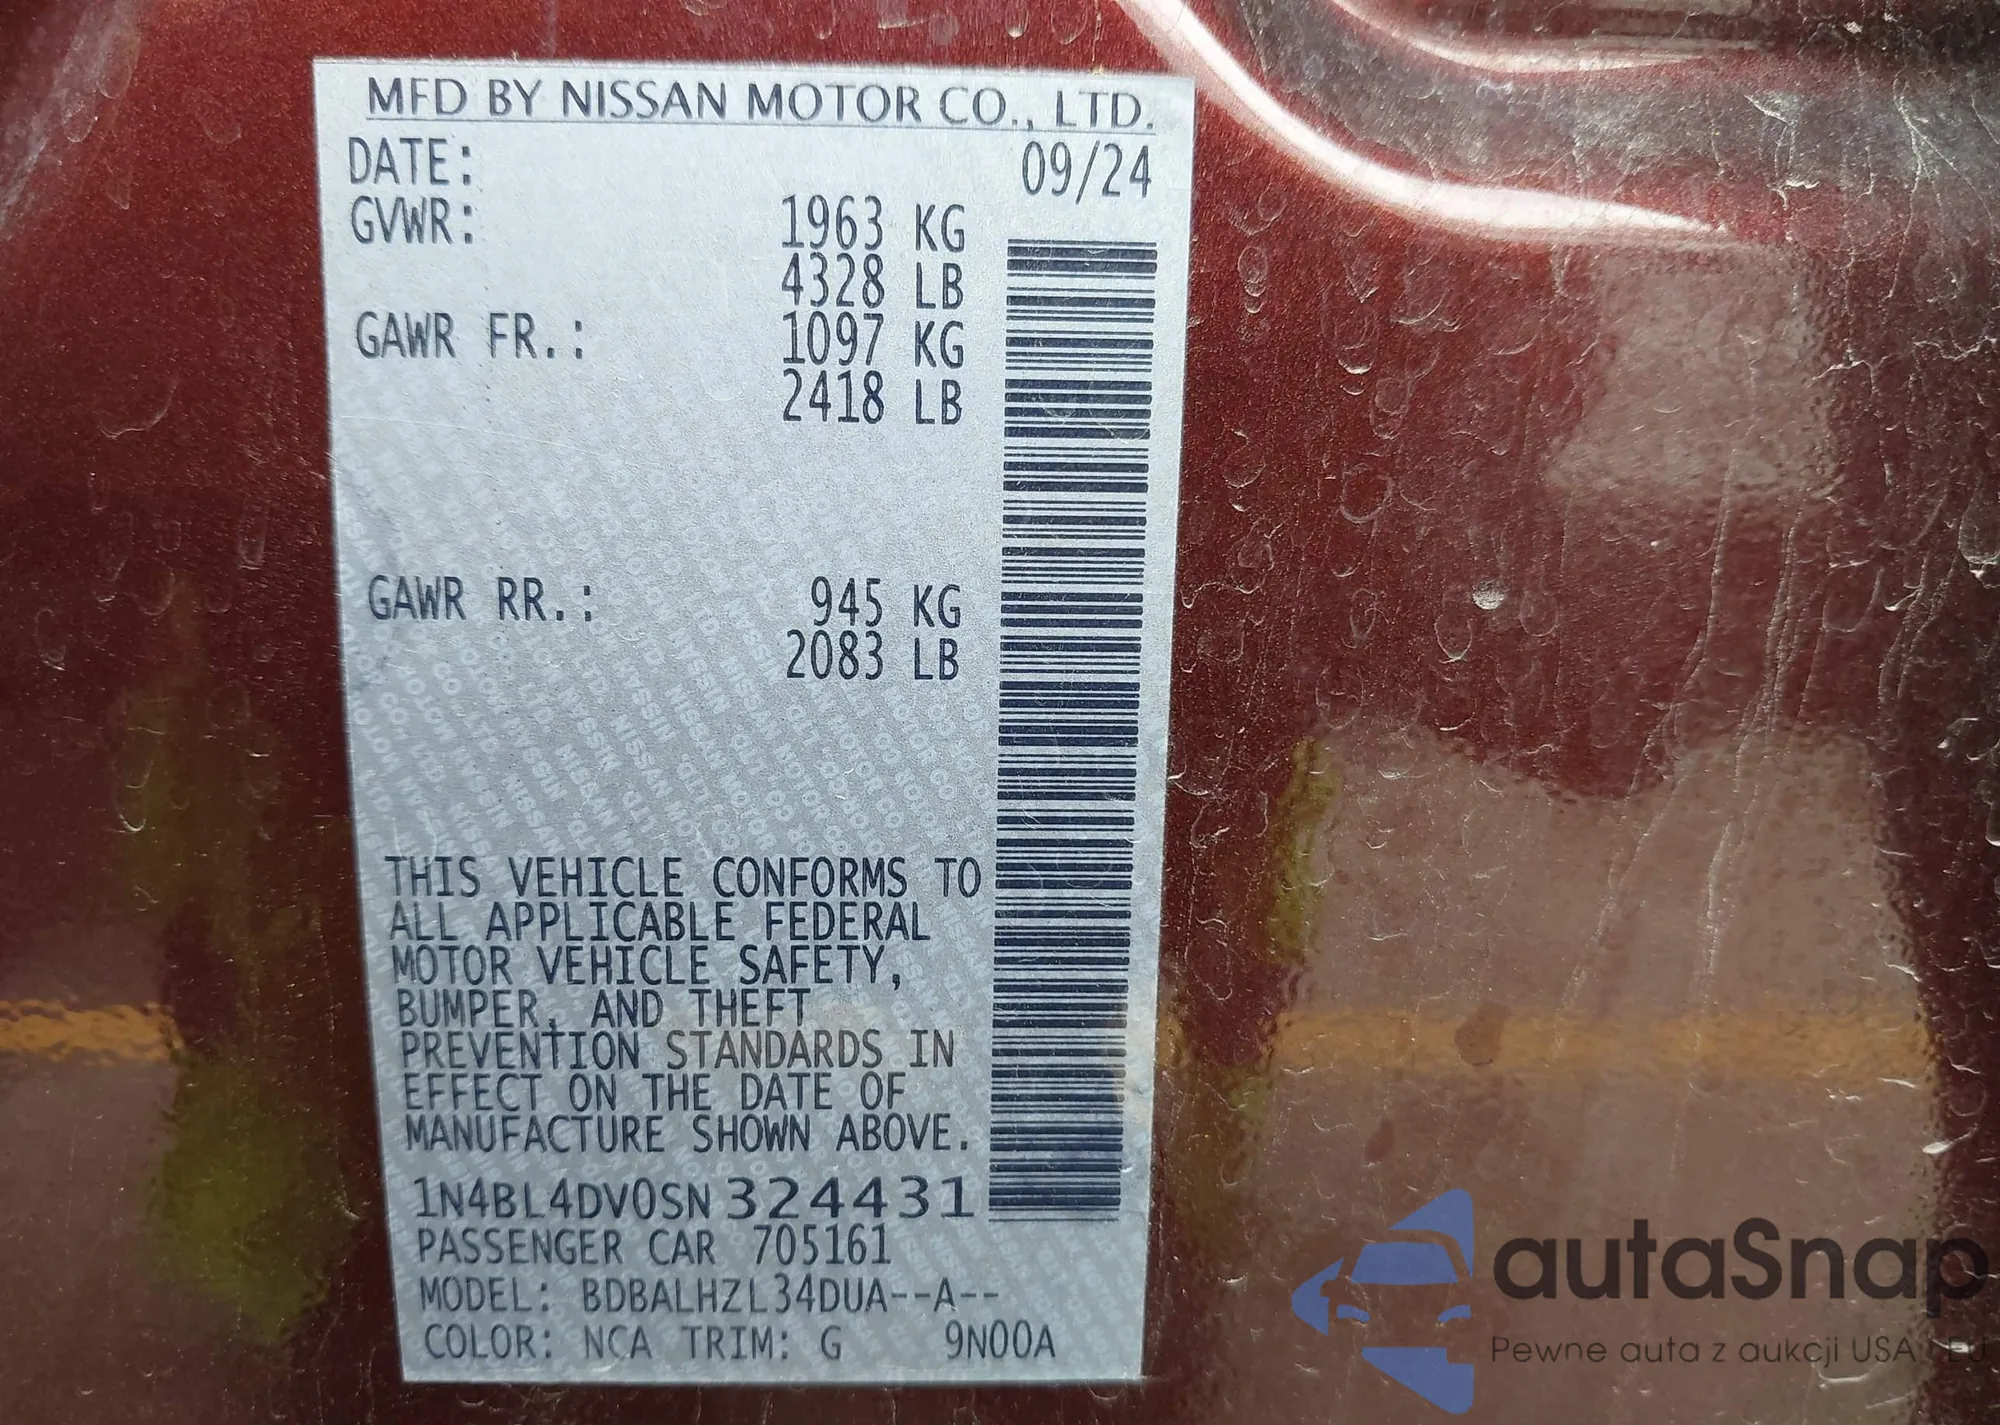 MFD BY NISSAN MOTOR CO., LTD.
DATE: 09/24
GVWR: 1963 KG
4328 LB
GAWR FR.: 1097 KG
2418 LB
GAWR RR.: 945 KG
2083 LB
THIS VEHICLE CONFORMS TO
ALL APPLICABLE FEDERAL
MOTOR VEHICLE SAFETY,
BUMPER, AND THEFT
PREVENTION STANDARDS IN
EFFECT ON THE DATE OF
MANUFACTURE SHOWN ABOVE.
1N4BL4DV0SN324431
PASSENGER CAR 705161
MODEL: BDBALHZL34DUA--A--
COLOR: NCA TRIM: G 9N00A
autaSnap
Pewne auta z aukcji USA i EU